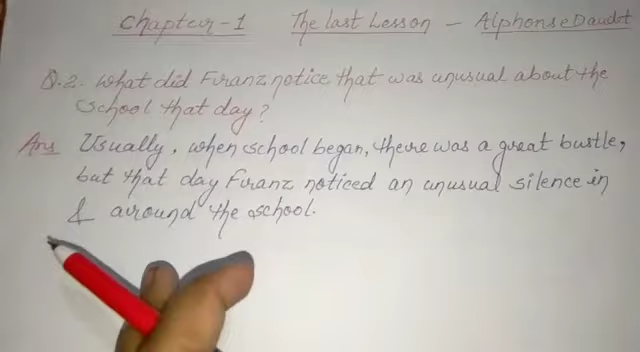 Chapter-1 The Last Lesson - Alphonse Daudet
Q.2. What did Franz notice that was unusual about the
school that day?
Ans Usually, when school began, there was a great bustle,
but that day Franz noticed an unusual silence in
& around the school.